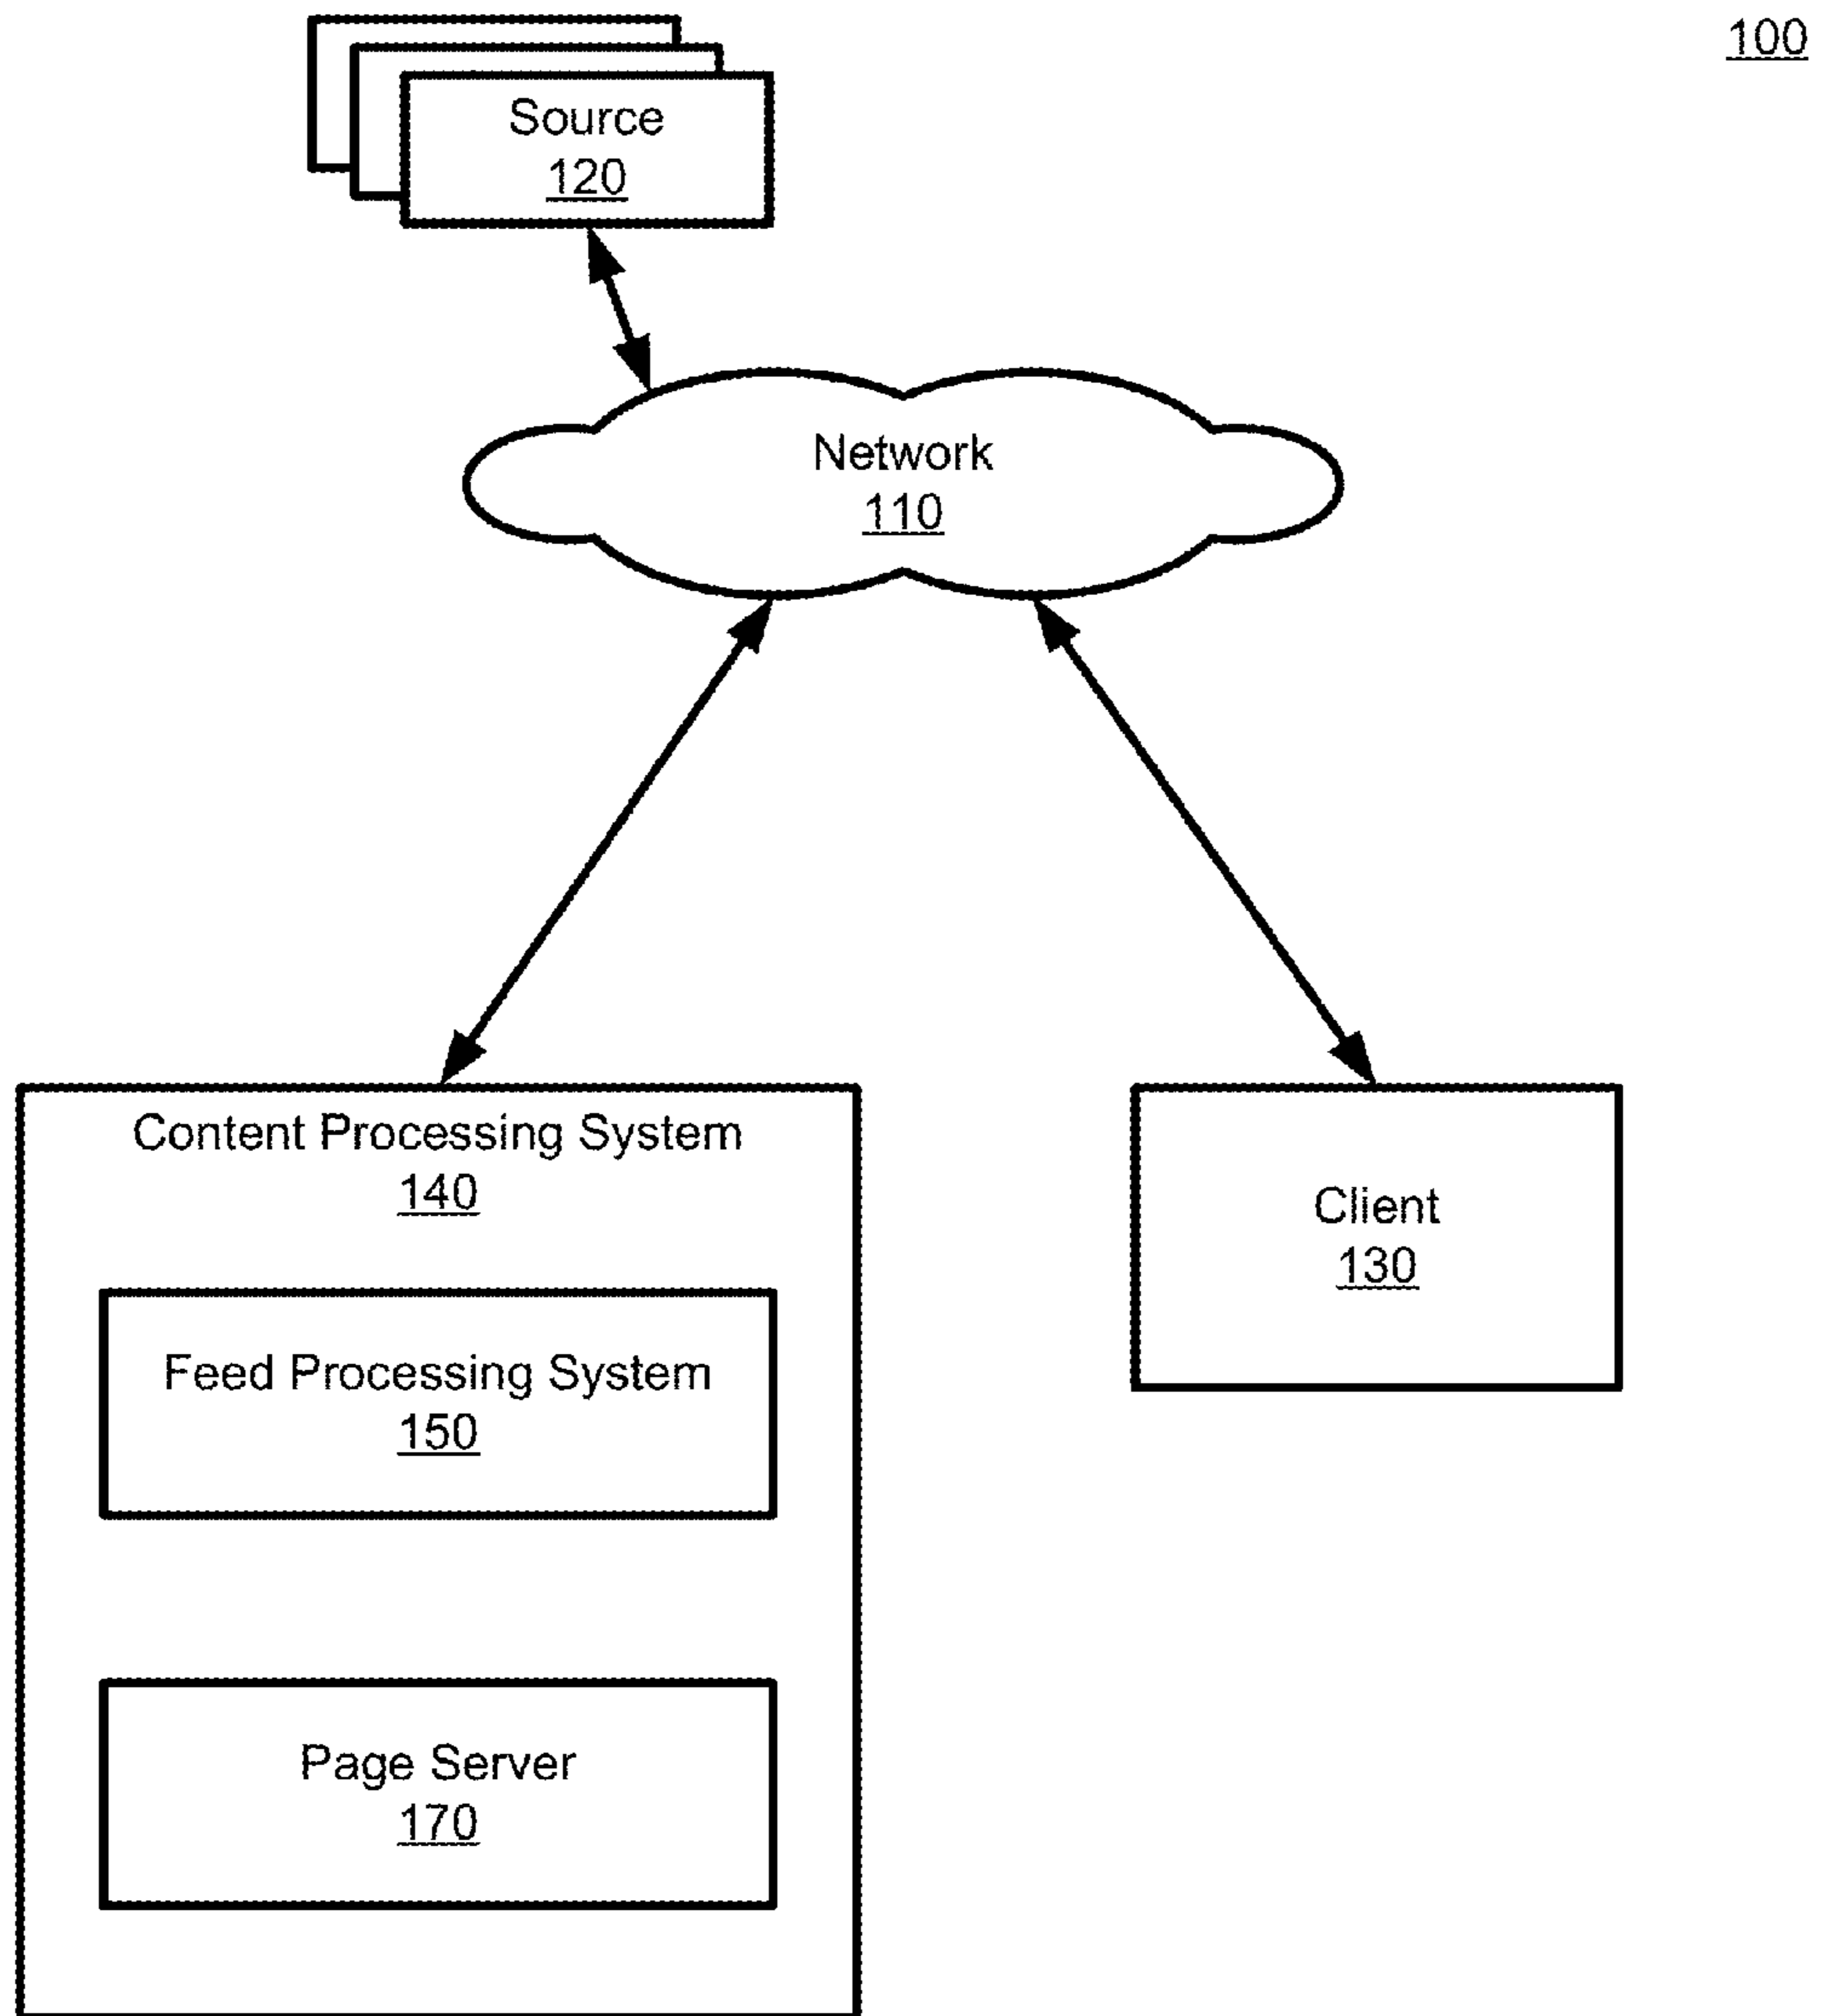 100
Source
120
Network
110
Content Processing System
140
Client
130
Feed Processing System
150
Page Server
170